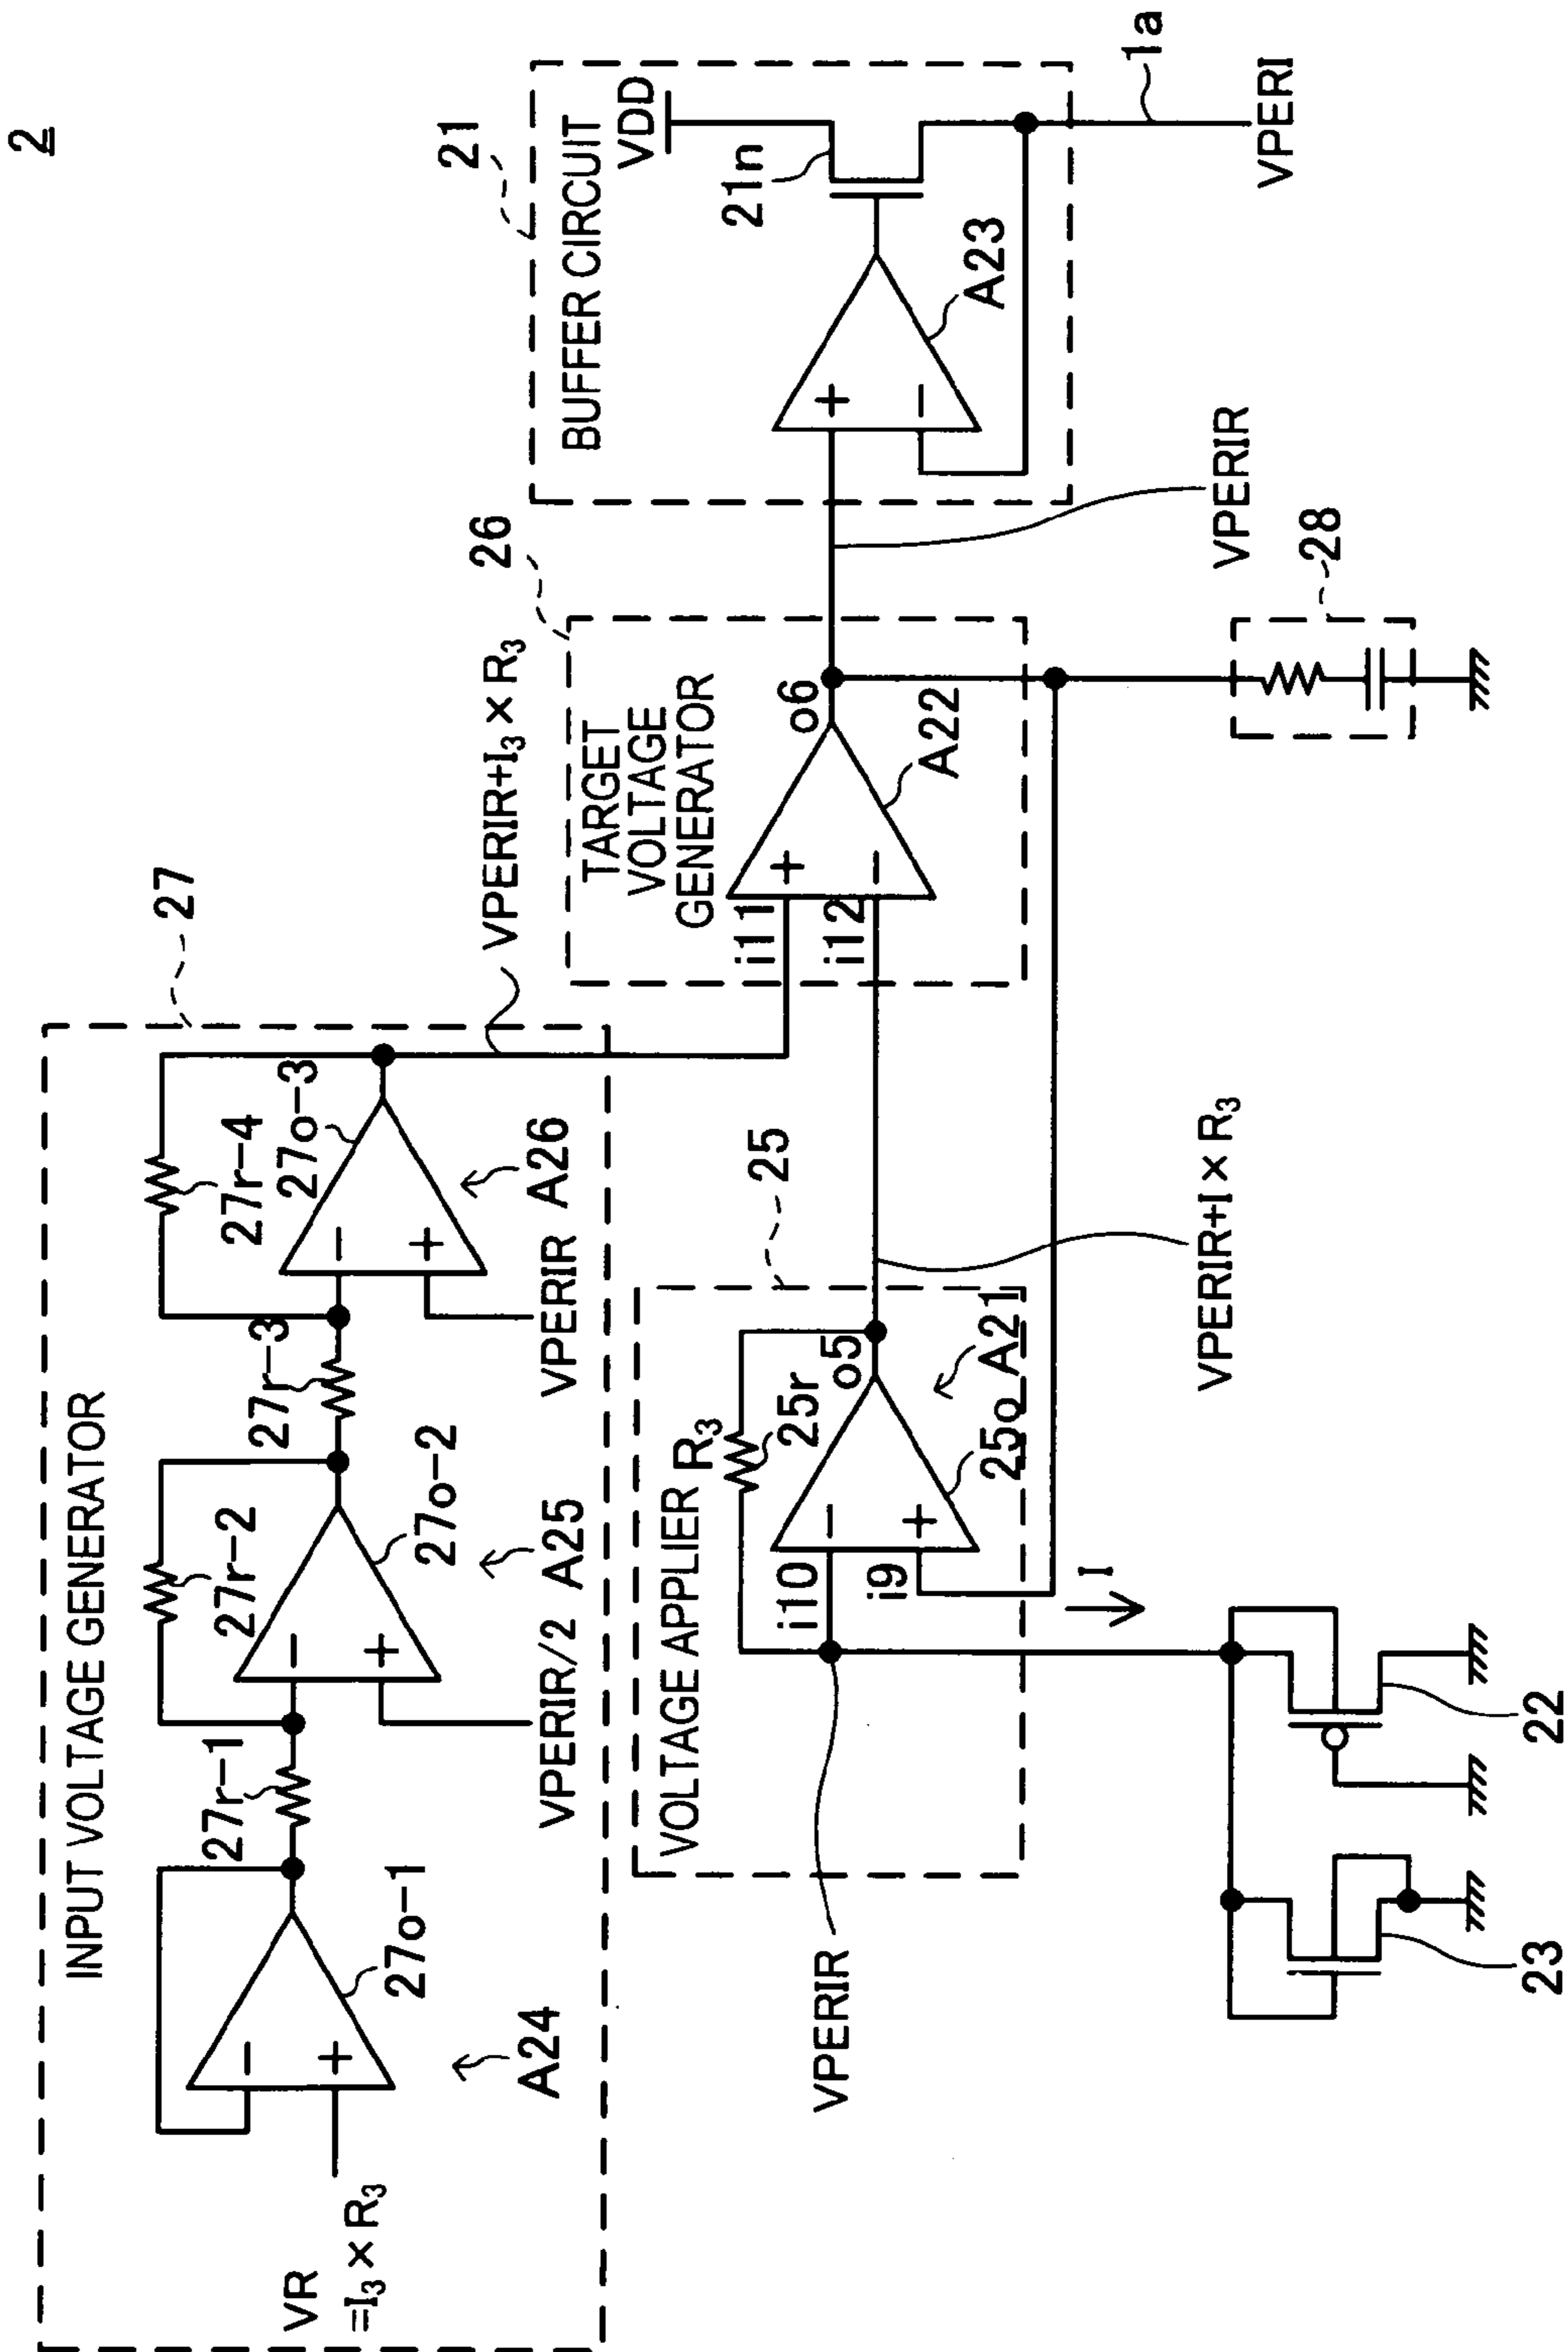 2
INPUT VOLTAGE GENERATOR
27
27r-2
27r-4
27r-1
27o-3
27r-3
27o-1
27o-2
A24
A25
A26
VR
=I3 × R3
VPERIR/2
VPERIR
VPERIR+I3 × R3
26
TARGET
VOLTAGE
GENERATOR
i11
i12
o6
A22
21
BUFFER CIRCUIT
VDD
21n
A23
1a
VPERI
VPERIR
28
25
VOLTAGE APPLIER
R3
25r
o5
i10
i9
25o
A21
VPERIR+I × R3
VPERIR
I
23
22